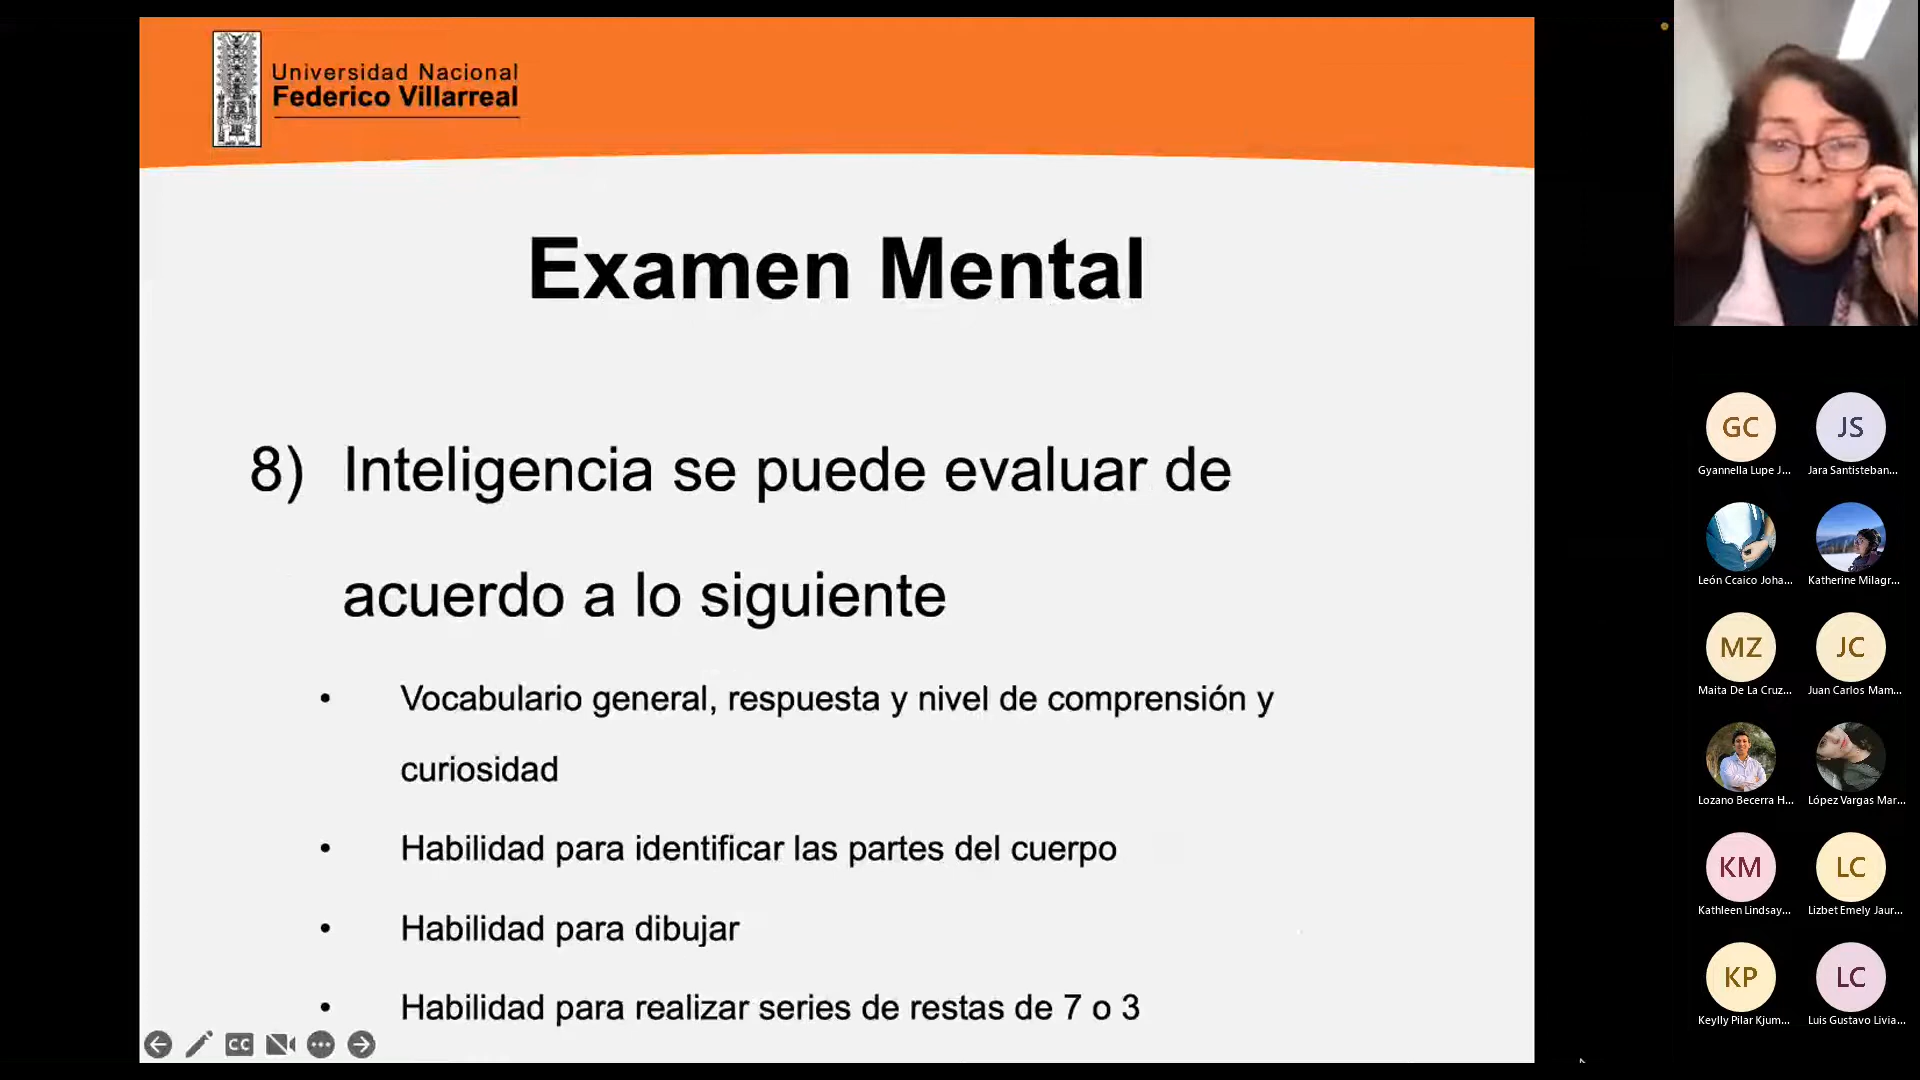 Universidad Nacional
Federico Villarreal
Examen Mental
8) Inteligencia se puede evaluar de
acuerdo a lo siguiente
• Vocabulario general, respuesta y nivel de comprensión y
curiosidad
• Habilidad para identificar las partes del cuerpo
• Habilidad para dibujar
• Habilidad para realizar series de restas de 7 o 3
CC
GC
JS
Gyannella Lupe J...
Jara Santisteban...
León Ccaico Joha...
Katherine Milagr...
MZ
JC
Maita De La Cruz...
Juan Carlos Mam...
Lozano Becerra H...
López Vargas Mar...
KM
LC
Kathleen Lindsay...
Lizbet Emely Jaur...
KP
LC
Keylly Pilar Kjum...
Luis Gustavo Livia...